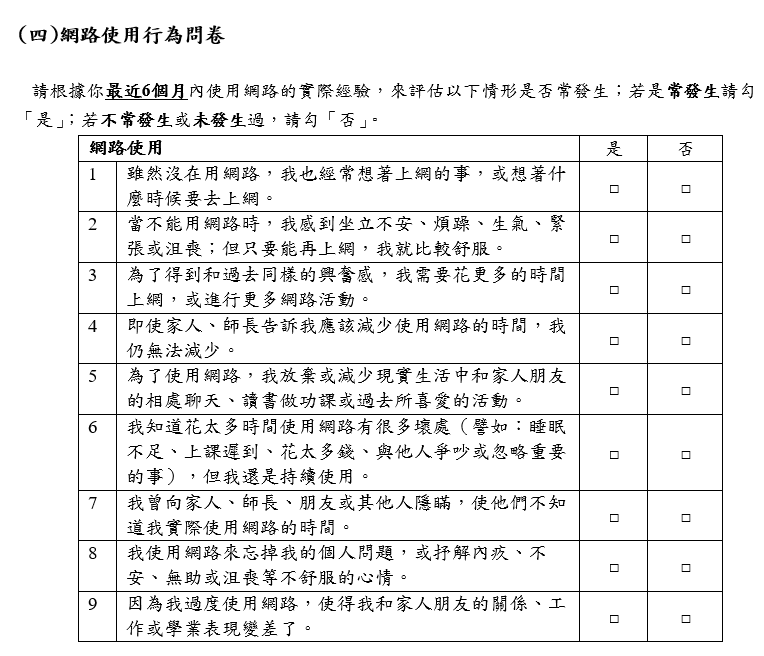 (四)網路使用行為問卷
請根據你最近6個月內使用網路的實際經驗，來評估以下情形是否常發生；若是常發生請勾
「是」；若不常發生或未發生過，請勾「否」。
網路使用 是 否
1 雖然沒在用網路，我也經常想著上網的事，或想著什
麼時候要去上網。 □ □
2 當不能用網路時，我感到坐立不安、煩躁、生氣、緊
張或沮喪；但只要能再上網，我就比較舒服。 □ □
3 為了得到和過去同樣的興奮感，我需要花更多的時間
上網，或進行更多網路活動。 □ □
4 即使家人、師長告訴我應該減少使用網路的時間，我
仍無法減少。 □ □
5 為了使用網路，我放棄或減少現實生活中和家人朋友
的相處聊天、讀書做功課或過去所喜愛的活動。 □ □
6 我知道花太多時間使用網路有很多壞處（譬如：睡眠
不足、上課遲到、花太多錢、與他人爭吵或忽略重要
的事），但我還是持續使用。 □ □
7 我曾向家人、師長、朋友或其他人隱瞞，使他們不知
道我實際使用網路的時間。 □ □
8 我使用網路來忘掉我的個人問題，或抒解內疚、不
安、無助或沮喪等不舒服的心情。 □ □
9 因為我過度使用網路，使得我和家人朋友的關係、工
作或學業表現變差了。 □ □